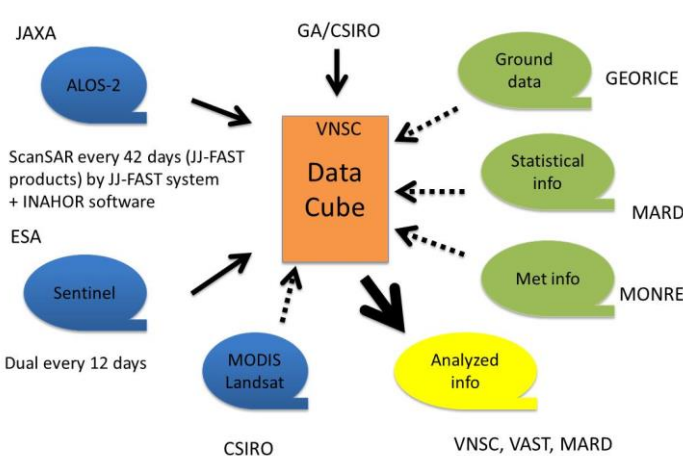 JAXA
ALOS-2
ScanSAR every 42 days (JJ-FAST
products) by JJ-FAST system
+ INAHOR software
ESA
Sentinel
Dual every 12 days
GA/CSIRO
VNSC
Data
Cube
MODIS
Landsat
CSIRO
Ground
data
GEORICE
Statistical
info
MARD
Met info
MONRE
Analyzed
info
VNSC, VAST, MARD